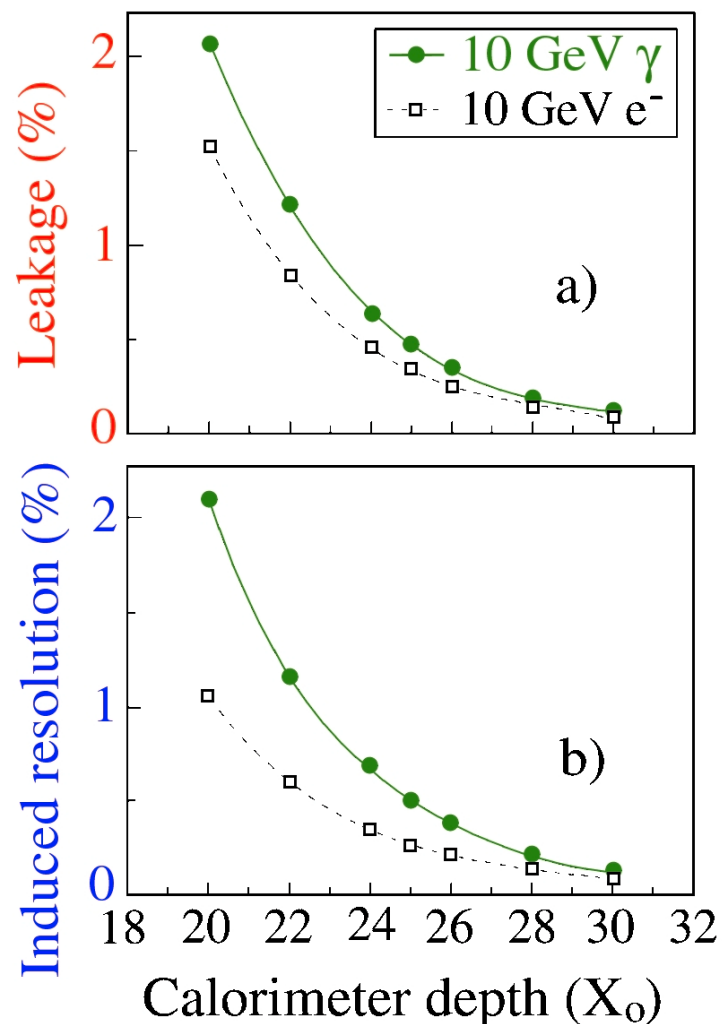 Leakage (%)
2
1
0
10 GeV γ
10 GeV e⁻
a)
Induced resolution (%)
2
1
0
b)
18 20 22 24 26 28 30 32
Calorimeter depth (X₀)